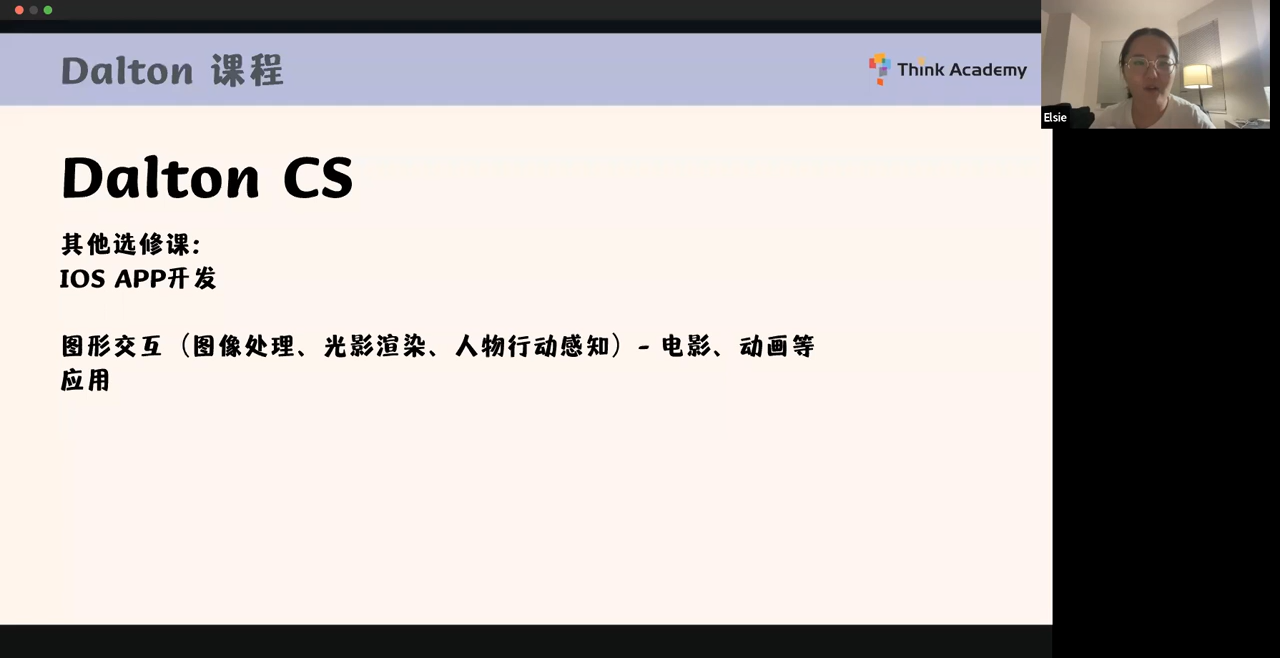 Dalton 课程
Think Academy
Elsie
Dalton CS
其他选修课:
IOS APP开发
图形交互（图像处理、光影渲染、人物行动感知）- 电影、动画等
应用